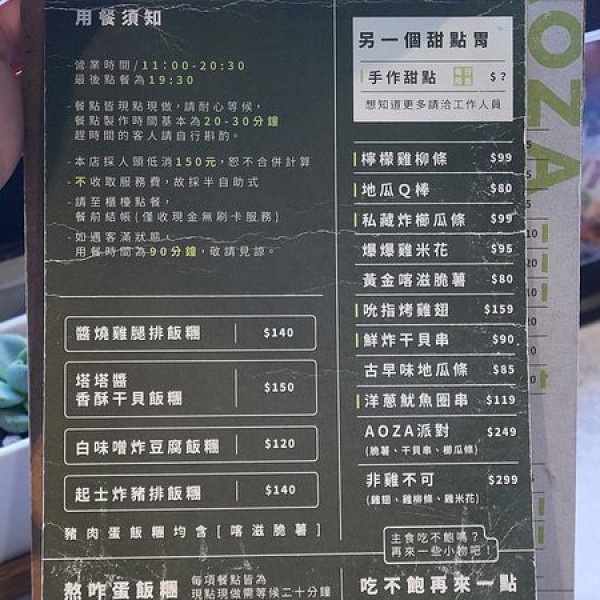 用餐須知
-營業時間/11:00-20:30
最後點餐為19:30
-餐點皆現點現做，請耐心等候，
餐點製作時間基本為20-30分鐘
趕時間的客人請自行斟酌。
-本店採人頭低消150元，恕不合併計算
-不收取服務費，故採半自助式
-請至櫃檯點餐，
餐前結帳(僅收現金無刷卡服務)
-如遇客滿狀態，
用餐時間為90分鐘，敬請見諒。
醬燒雞腿排飯糰 $140
塔塔醬
香酥干貝飯糰 $150
白味噌炸豆腐飯糰 $120
起士炸豬排飯糰 $140
豬肉蛋飯糰均含[喀滋脆薯]
熬咋蛋飯糰
每項餐點皆為
現點現做需等候二十分鐘
另一個甜點胃
手作甜點 $?
想知道更多請洽工作人員
檸檬雞柳條 $99
地瓜Q棒 $80
私藏炸櫛瓜條 $99
爆爆雞米花 $95
黃金喀滋脆薯 $80
吮指烤雞翅 $159
鮮炸干貝串 $90
古早味地瓜條 $85
洋蔥魷魚圈串 $119
AOZA派對 $249
(脆薯、干貝串、櫛瓜條)
非雞不可 $299
(雞翅、雞柳條、雞米花)
主食吃不飽嗎？
再來一些小物吧！
吃不飽再來一點
OZA